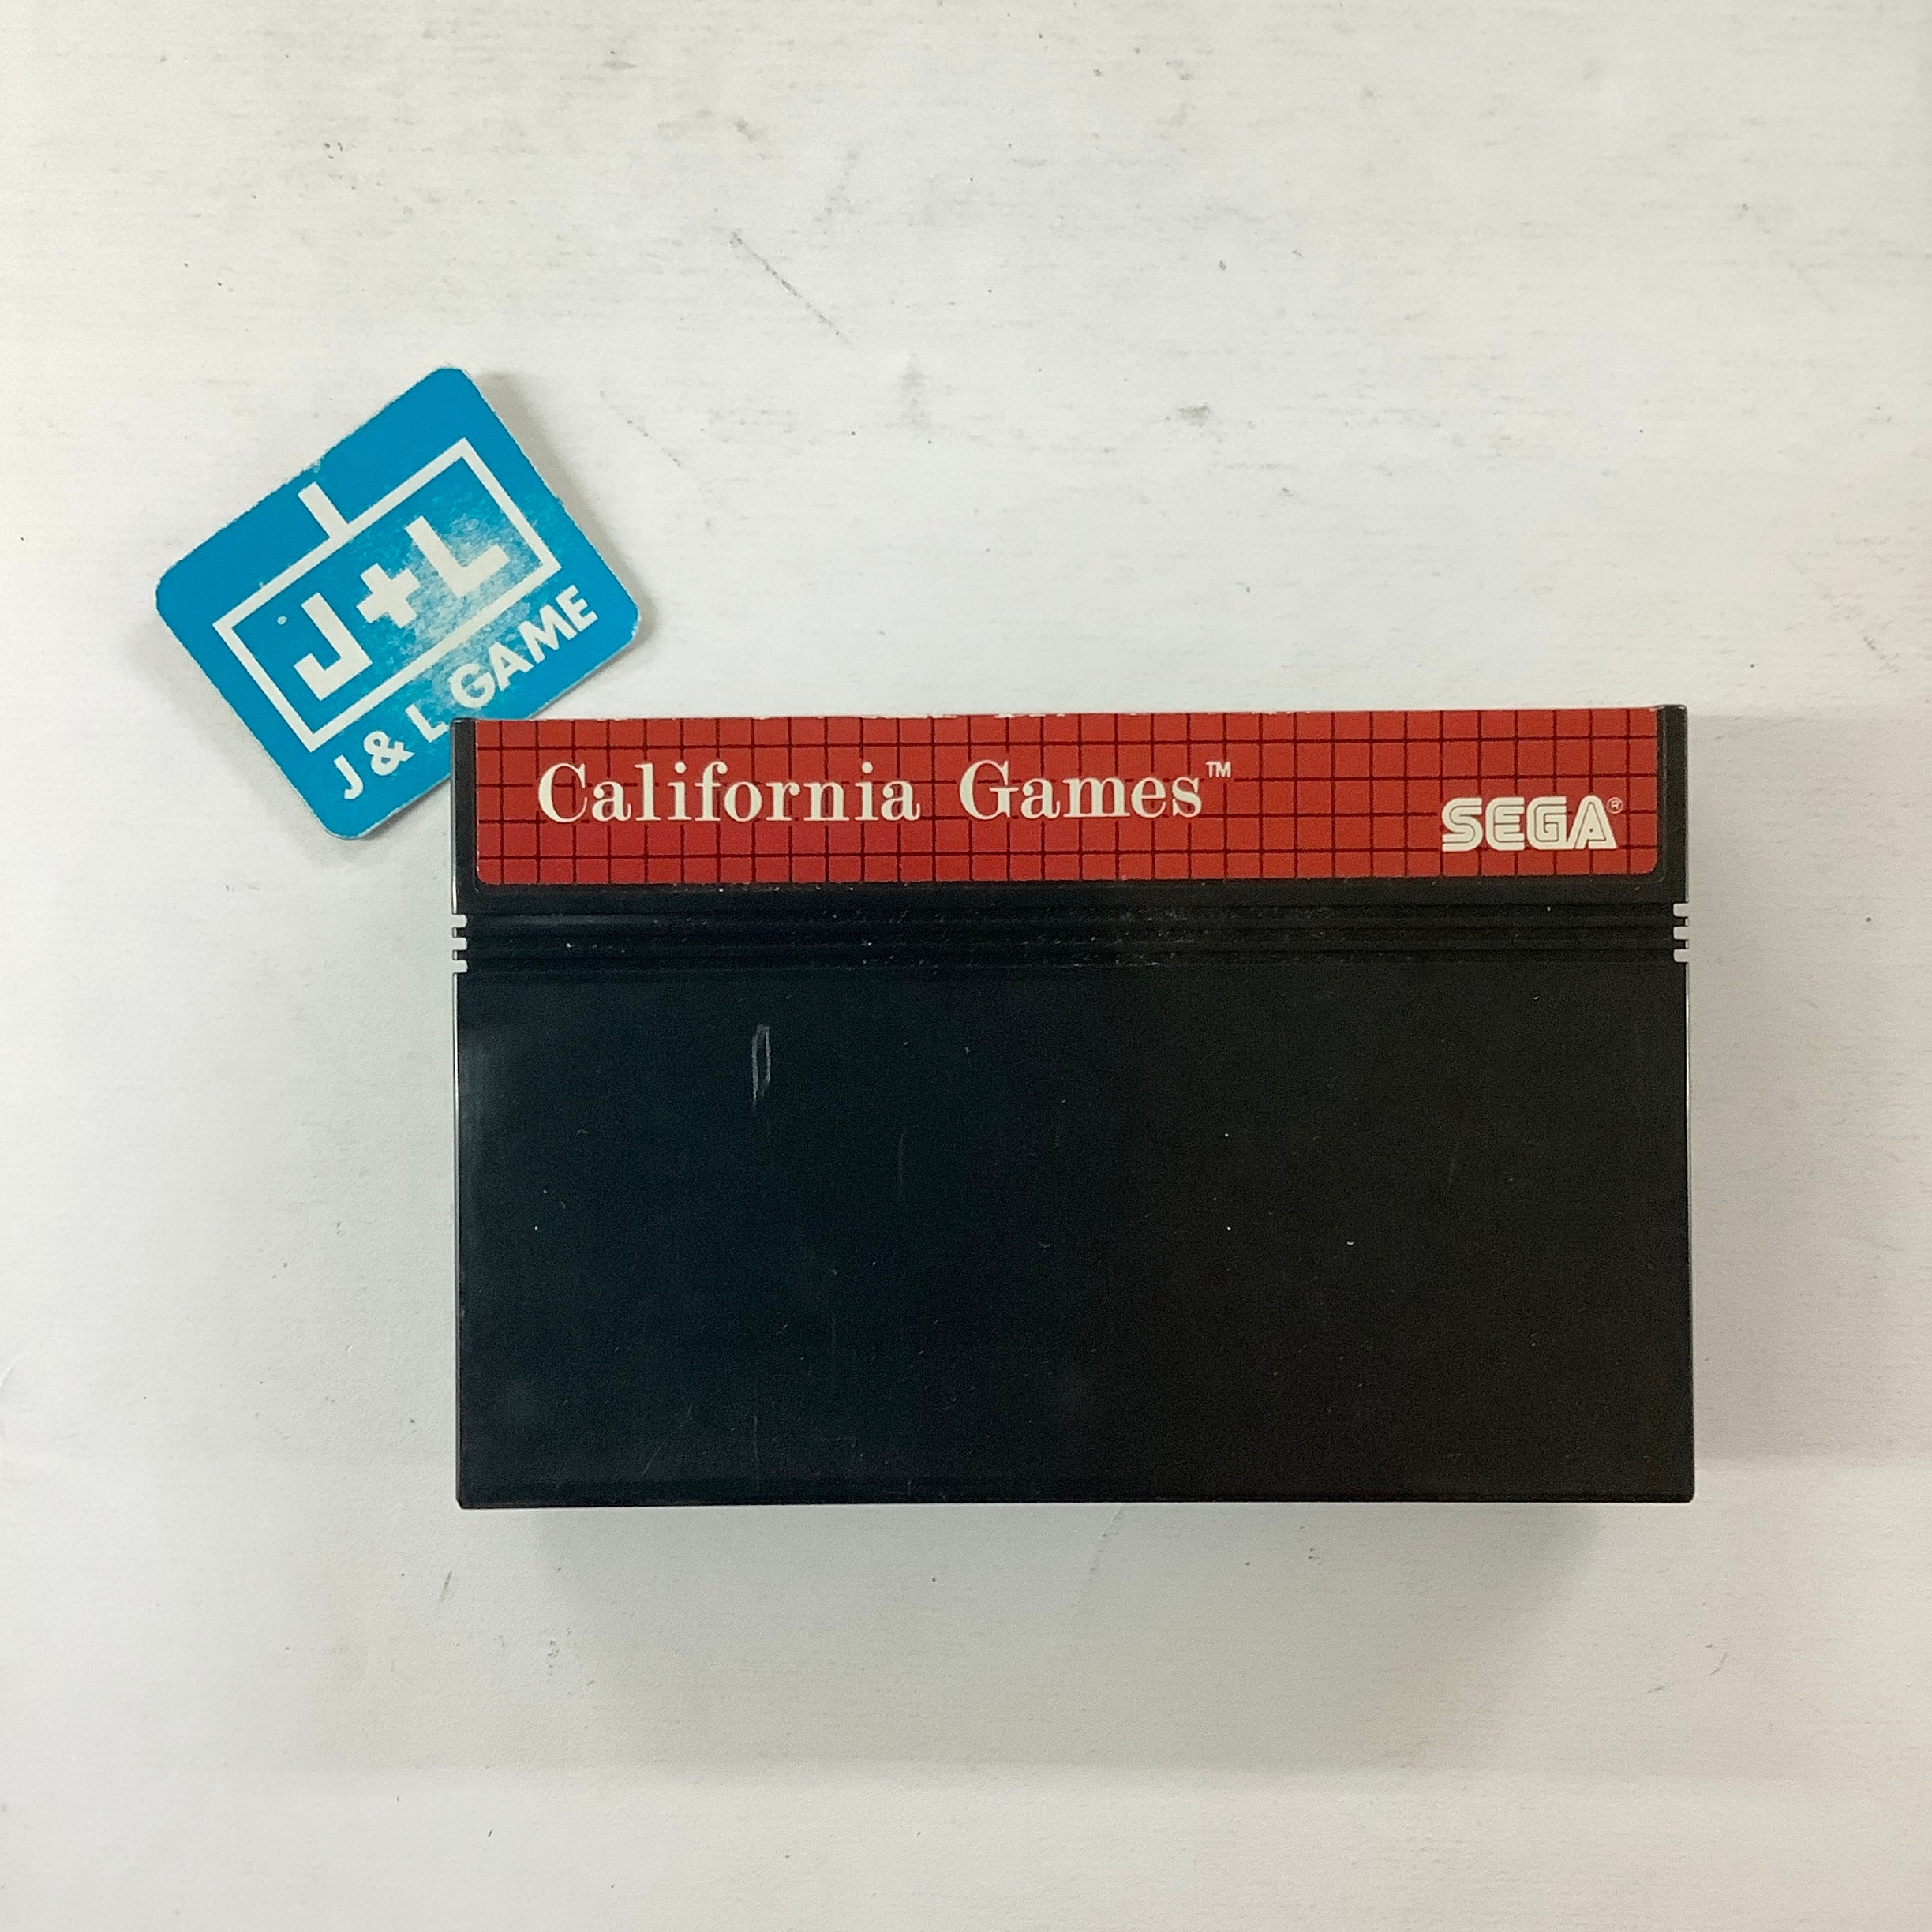 J+L
J & L GAME
California Games™
SEGA®